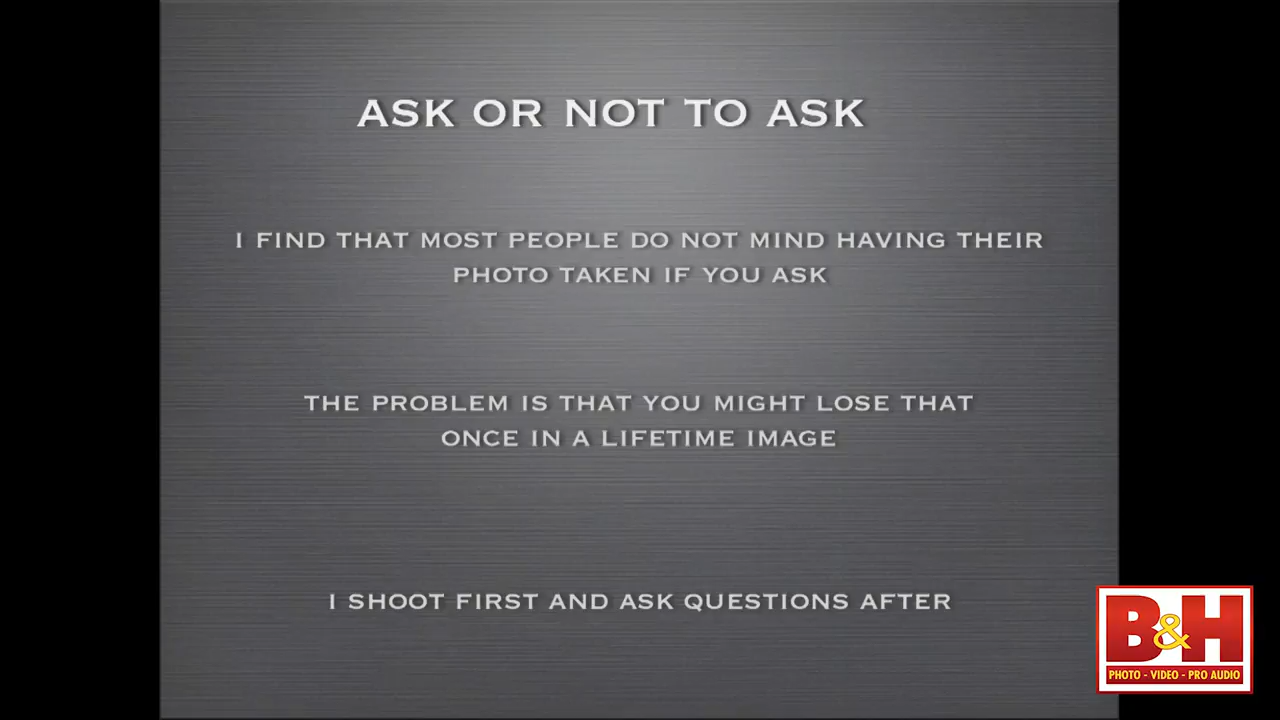 ASK OR NOT TO ASK
I FIND THAT MOST PEOPLE DO NOT MIND HAVING THEIR
PHOTO TAKEN IF YOU ASK
THE PROBLEM IS THAT YOU MIGHT LOSE THAT
ONCE IN A LIFETIME IMAGE
I SHOOT FIRST AND ASK QUESTIONS AFTER
B&H
PHOTO - VIDEO - PRO AUDIO